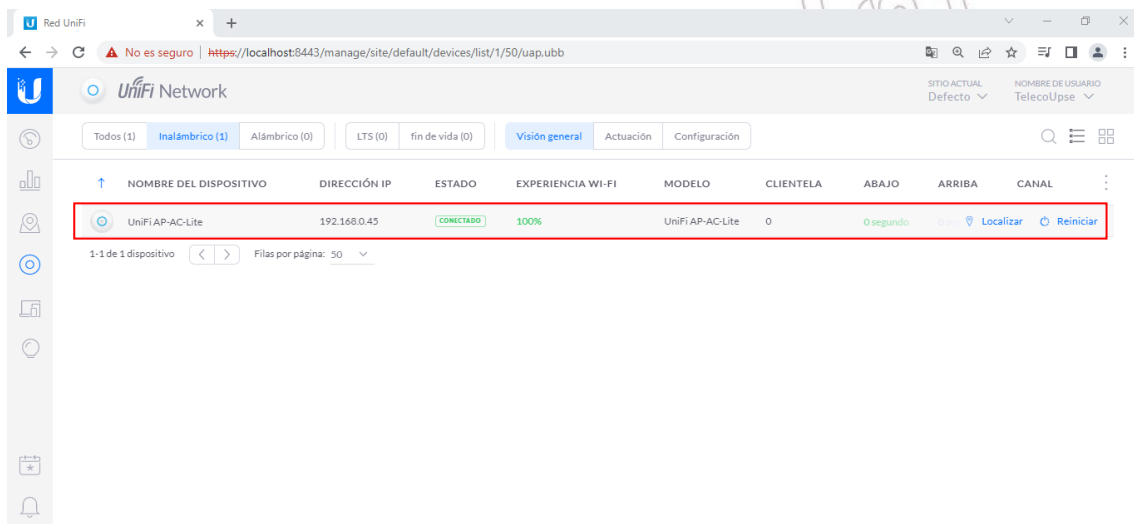 Red UniFi
No es seguro | https://localhost:8443/manage/site/default/devices/list/1/50/uap.ubb
UniFi Network
SITIO ACTUAL
Defecto
NOMBRE DE USUARIO
TelecoUpse
Todos (1) Inalámbrico (1) Alámbrico (0) LTS (0) fin de vida (0) Visión general Actuación Configuración
NOMBRE DEL DISPOSITIVO DIRECCIÓN IP ESTADO EXPERIENCIA WI-FI MODELO CLIENTELA ABAJO ARRIBA CANAL
UniFi AP-AC-Lite 192.168.0.45 CONECTADO 100% UniFi AP-AC-Lite 0 0 segundo Localizar Reiniciar
1-1 de 1 dispositivo Filas por página: 50